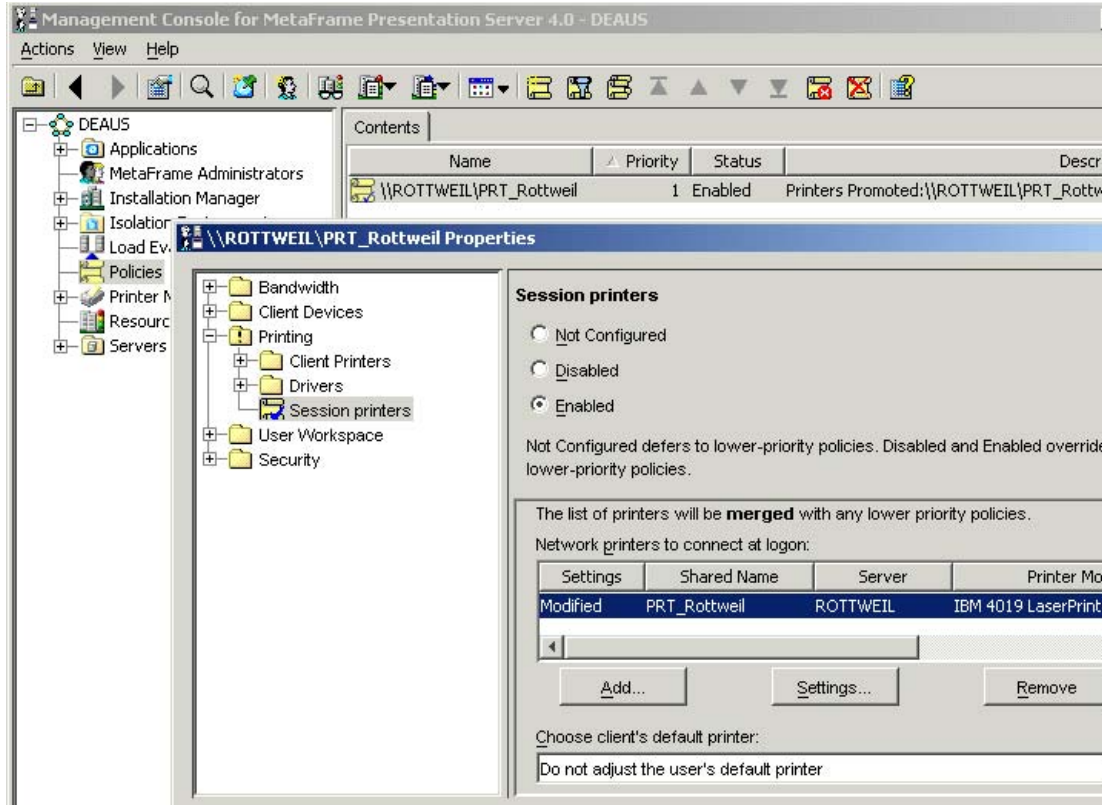 Management Console for MetaFrame Presentation Server 4.0 - DEAUS
Actions View Help
DEAUS
Applications
MetaFrame Administrators
Installation Manager
Isolation
Load Ev
Policies
Printer M
Resourc
Servers
Contents
Name Priority Status Descr
\\ROTTWEIL\PRT_Rottweil 1 Enabled Printers Promoted:\\ROTTWEIL\PRT_Rottw
\\ROTTWEIL\PRT_Rottweil Properties
Bandwidth
Client Devices
Printing
Client Printers
Drivers
Session printers
User Workspace
Security
Session printers
Not Configured
Disabled
Enabled
Not Configured defers to lower-priority policies. Disabled and Enabled override
lower-priority policies.
The list of printers will be merged with any lower priority policies.
Network printers to connect at logon:
Settings Shared Name Server Printer Mo
Modified PRT_Rottweil ROTTWEIL IBM 4019 LaserPrint
Add... Settings... Remove
Choose client's default printer:
Do not adjust the user's default printer